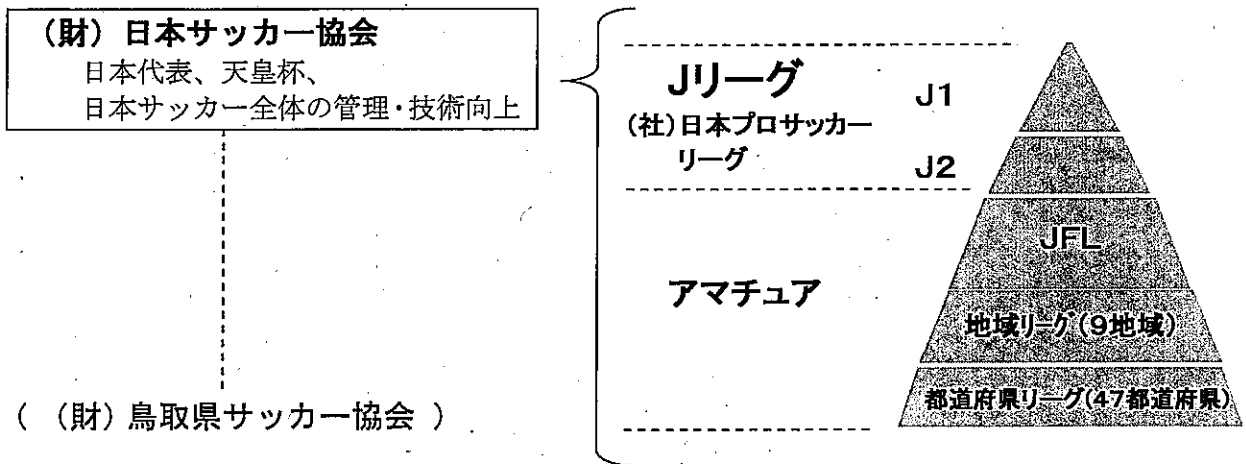 （財）日本サッカー協会
日本代表、天皇杯、
日本サッカー全体の管理・技術向上
（（財）鳥取県サッカー協会）
Jリーグ
J1
（社）日本プロサッカー
リーグ
J2
アマチュア
JFL
地域リーグ（9地域）
都道府県リーグ(47都道府県)